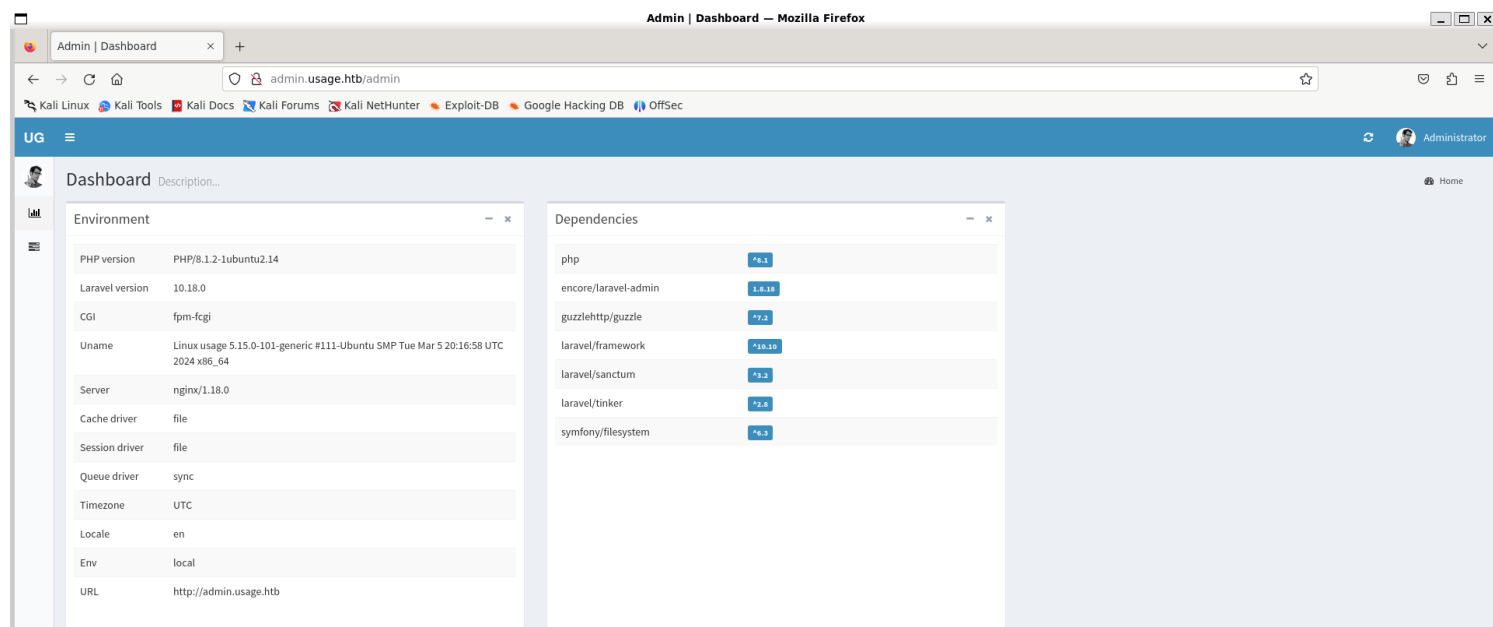 Admin | Dashboard — Mozilla Firefox
Admin | Dashboard
admin.usage.htb/admin
Kali Linux Kali Tools Kali Docs Kali Forums Kali NetHunter Exploit-DB Google Hacking DB OffSec
UG Administrator
Dashboard Description... Home
Environment
PHP version PHP/8.1.2-1ubuntu2.14
Laravel version 10.18.0
CGI fpm-fcgi
Uname Linux usage 5.15.0-101-generic #111-Ubuntu SMP Tue Mar 5 20:16:58 UTC
2024 x86_64
Server nginx/1.18.0
Cache driver file
Session driver file
Queue driver sync
Timezone UTC
Locale en
Env local
URL http://admin.usage.htb
Dependencies
php ^8.1
encore/laravel-admin 1.8.18
guzzlehttp/guzzle ^7.2
laravel/framework ^10.10
laravel/sanctum ^3.2
laravel/tinker ^2.8
symfony/filesystem ^6.3